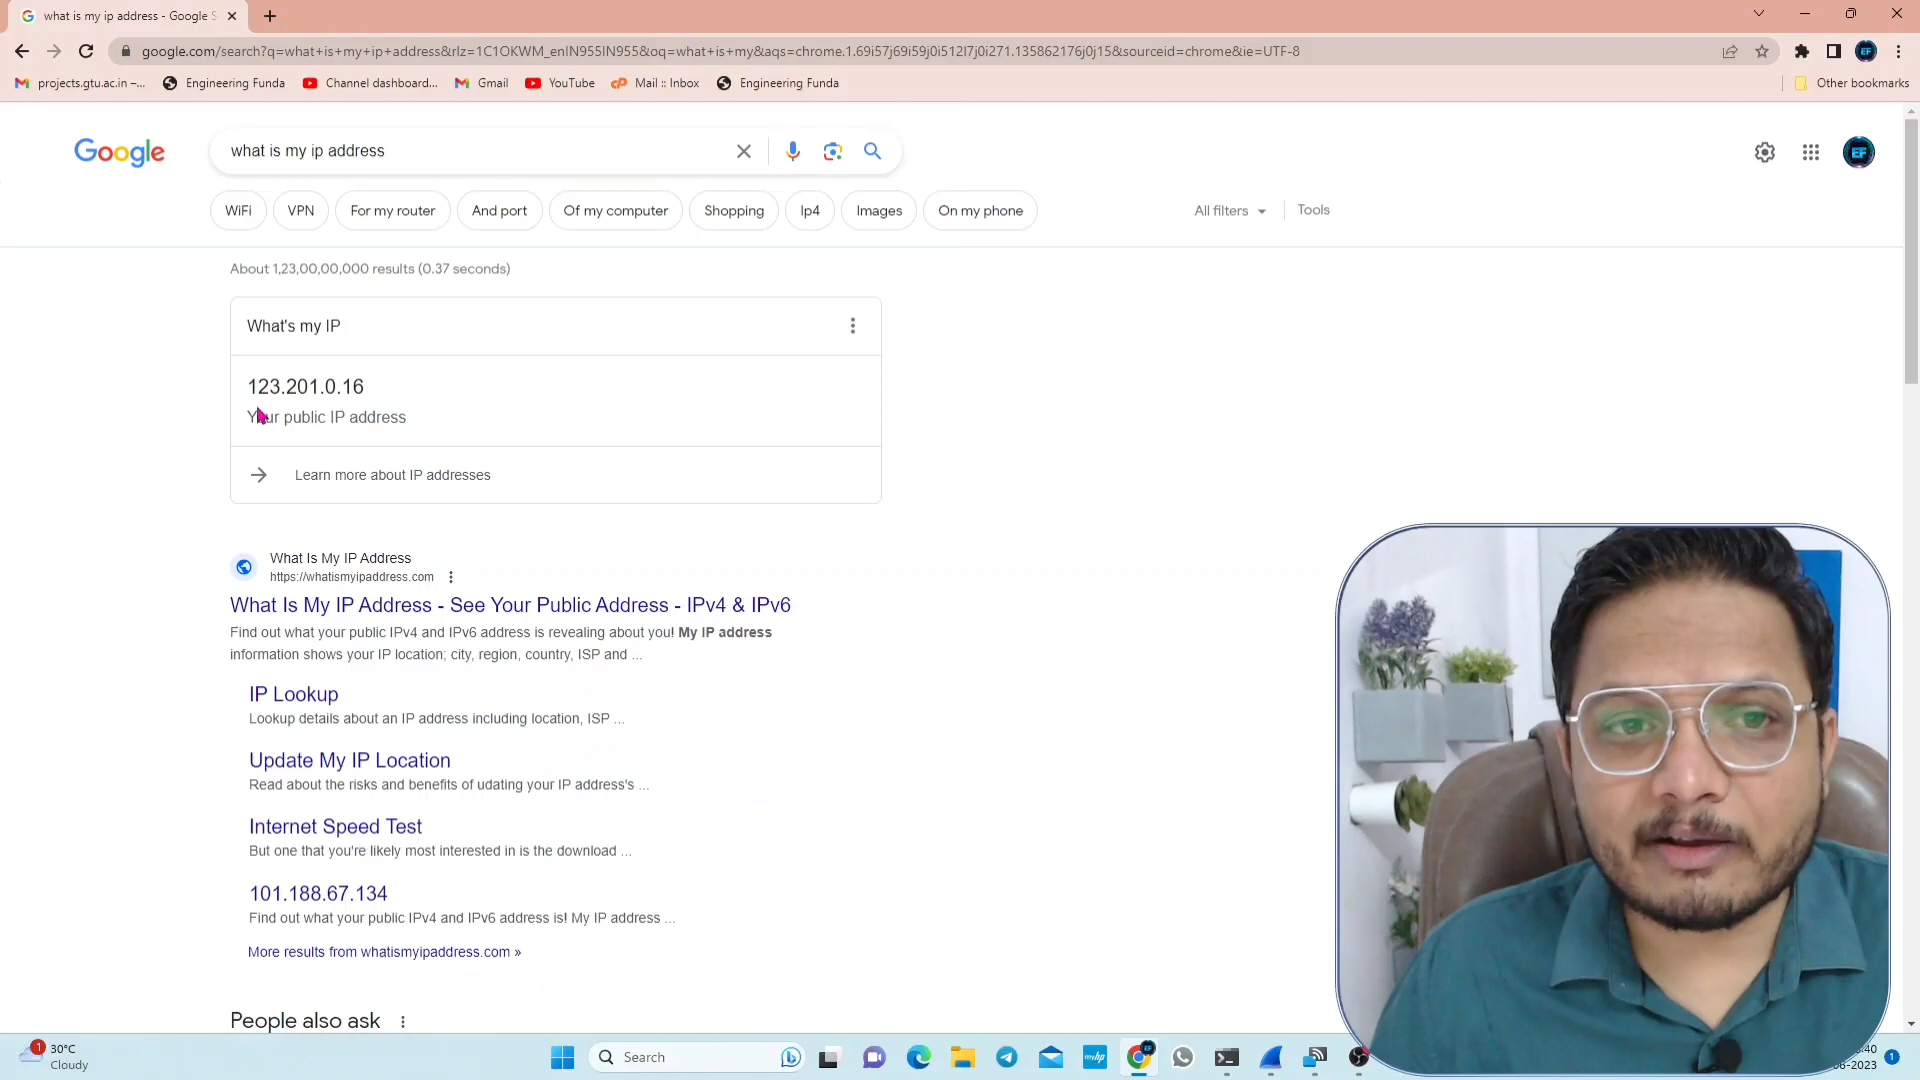 what is my ip address - Google S
google.com/search?q=what+is+my+ip+address&rlz=1C1OKWM_enIN955IN955&oq=what+is+my&aqs=chrome.1.69i57j69i59j0i512l7j0i271.135862176j0j15&sourceid=chrome&ie=UTF-8
EF
projects.gtu.ac.in –...
Engineering Funda
Channel dashboard...
Gmail
YouTube
Mail :: Inbox
Engineering Funda
Other bookmarks
Google
what is my ip address
EF
WiFi
VPN
For my router
And port
Of my computer
Shopping
Ip4
Images
On my phone
All filters
Tools
About 1,23,00,00,000 results (0.37 seconds)
What's my IP
123.201.0.16
Your public IP address
Learn more about IP addresses
What Is My IP Address
https://whatismyipaddress.com
What Is My IP Address - See Your Public Address - IPv4 & IPv6
Find out what your public IPv4 and IPv6 address is revealing about you! My IP address
information shows your IP location; city, region, country, ISP and ...
IP Lookup
Lookup details about an IP address including location, ISP ...
Update My IP Location
Read about the risks and benefits of udating your IP address's ...
Internet Speed Test
But one that you're likely most interested in is the download ...
101.188.67.134
Find out what your public IPv4 and IPv6 address is! My IP address ...
More results from whatismyipaddress.com »
People also ask
1
30°C
Cloudy
Search
myhp
EF
:40
06-2023
1